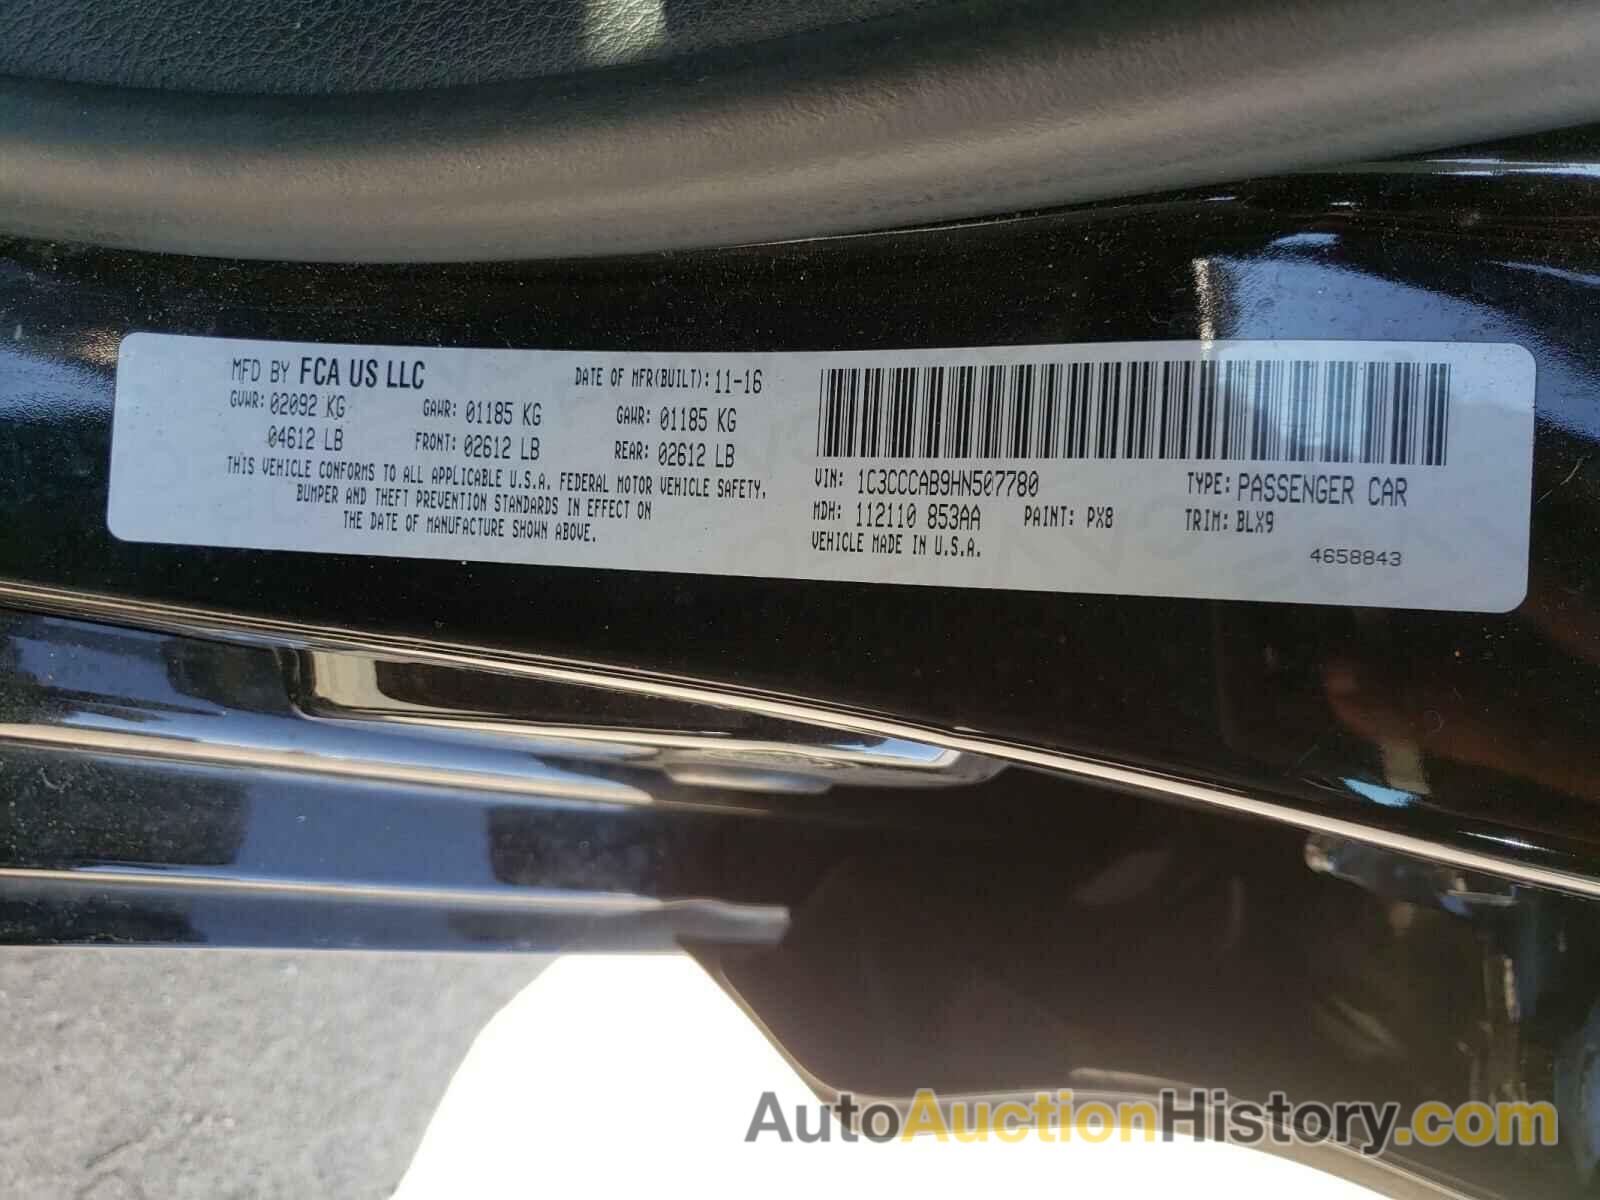 MFD BY FCA US LLC DATE OF MFR(BUILT): 11-16
GVWR: 02092 KG GAWR: 01185 KG GAWR: 01185 KG
04612 LB FRONT: 02612 LB REAR: 02612 LB
THIS VEHICLE CONFORMS TO ALL APPLICABLE U.S.A. FEDERAL MOTOR VEHICLE SAFETY,
BUMPER AND THEFT PREVENTION STANDARDS IN EFFECT ON
THE DATE OF MANUFACTURE SHOWN ABOVE.
VIN: 1C3CCCAB9HN507780 TYPE: PASSENGER CAR
MDH: 112110 853AA PAINT: PX8 TRIM: BLX9
VEHICLE MADE IN U.S.A. 4658843
AutoAuctionHistory.com